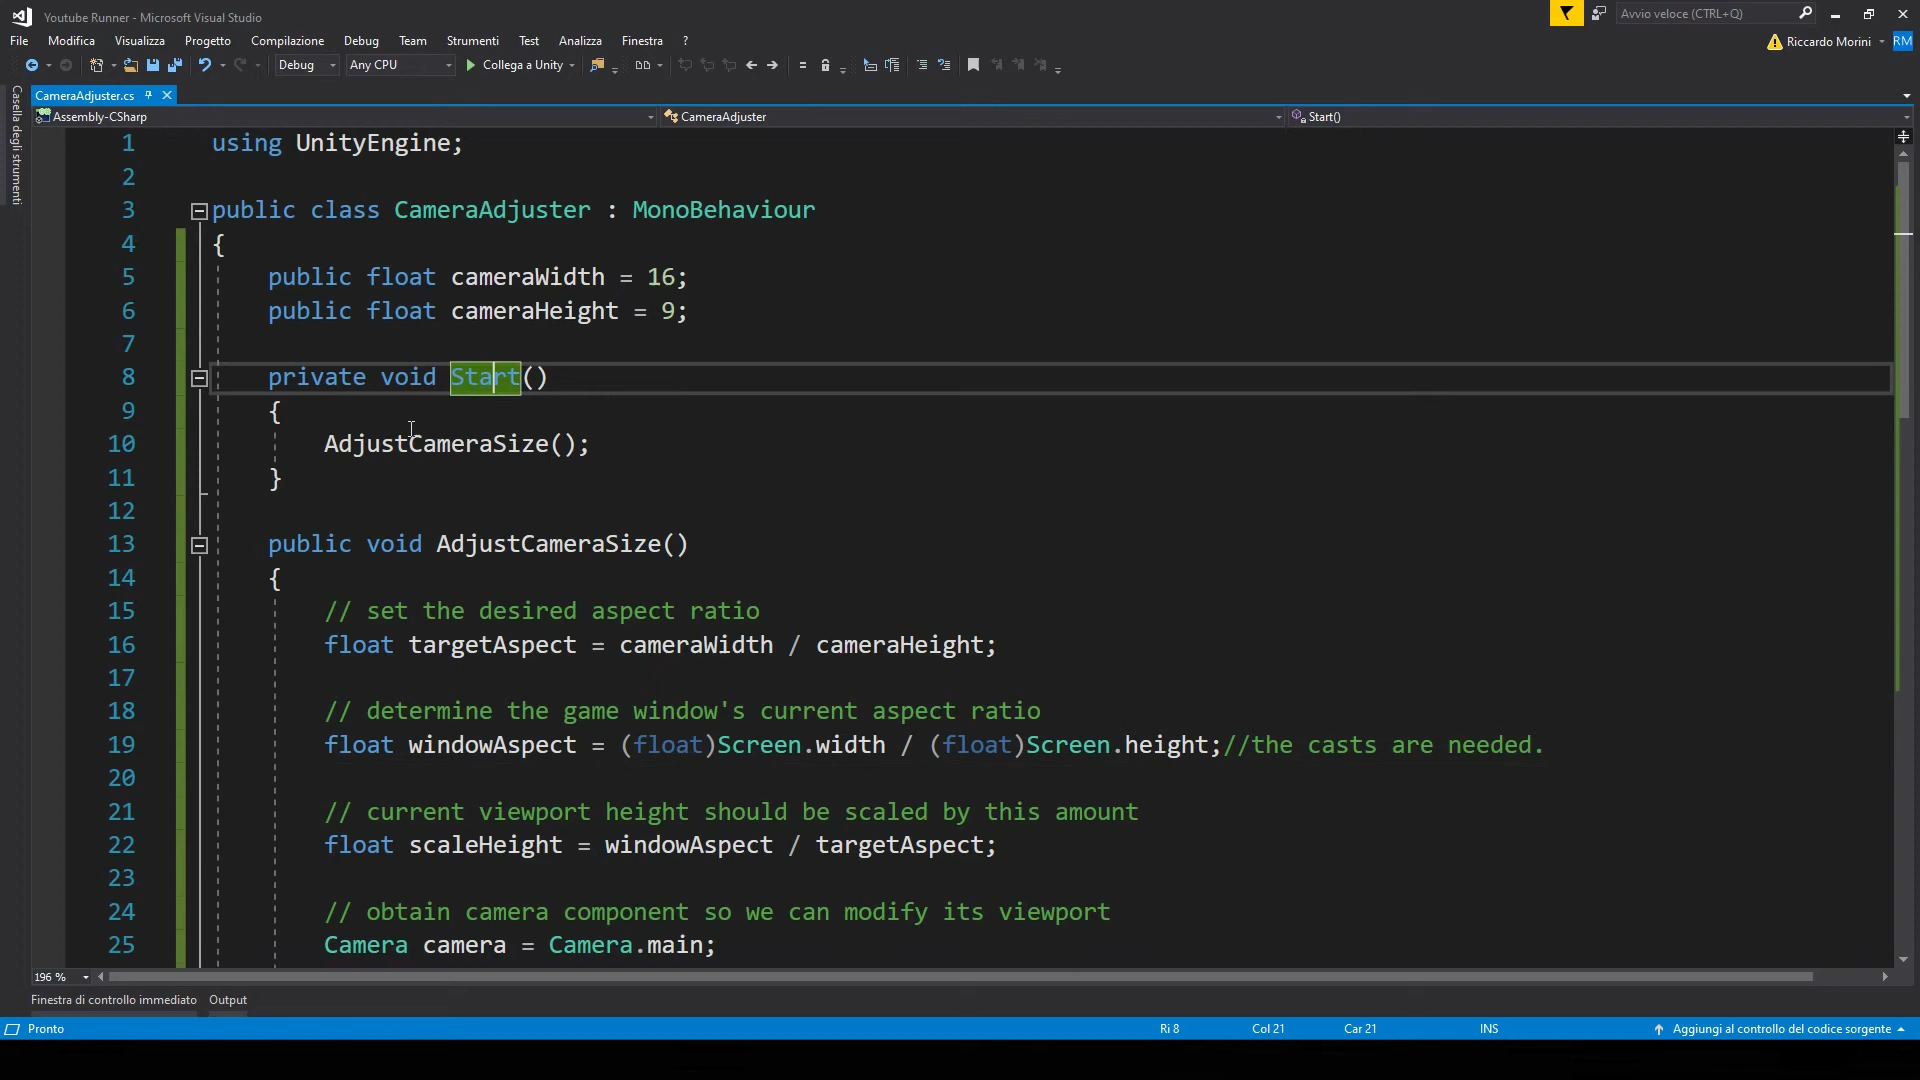 Youtube Runner - Microsoft Visual Studio
Avvio veloce (CTRL+Q)
File Modifica Visualizza Progetto Compilazione Debug Team Strumenti Test Analizza Finestra ?
Riccardo Morini RM
Debug Any CPU Collega a Unity
Casella degli strumenti
CameraAdjuster.cs
Assembly-CSharp CameraAdjuster Start()
1 using UnityEngine;
2
3 public class CameraAdjuster : MonoBehaviour
4 {
5 public float cameraWidth = 16;
6 public float cameraHeight = 9;
7
8 private void Start()
9 {
10 AdjustCameraSize();
11 }
12
13 public void AdjustCameraSize()
14 {
15 // set the desired aspect ratio
16 float targetAspect = cameraWidth / cameraHeight;
17
18 // determine the game window's current aspect ratio
19 float windowAspect = (float)Screen.width / (float)Screen.height;//the casts are needed.
20
21 // current viewport height should be scaled by this amount
22 float scaleHeight = windowAspect / targetAspect;
23
24 // obtain camera component so we can modify its viewport
25 Camera camera = Camera.main;
196 %
Finestra di controllo immediato Output
Pronto Ri 8 Col 21 Car 21 INS Aggiungi al controllo del codice sorgente